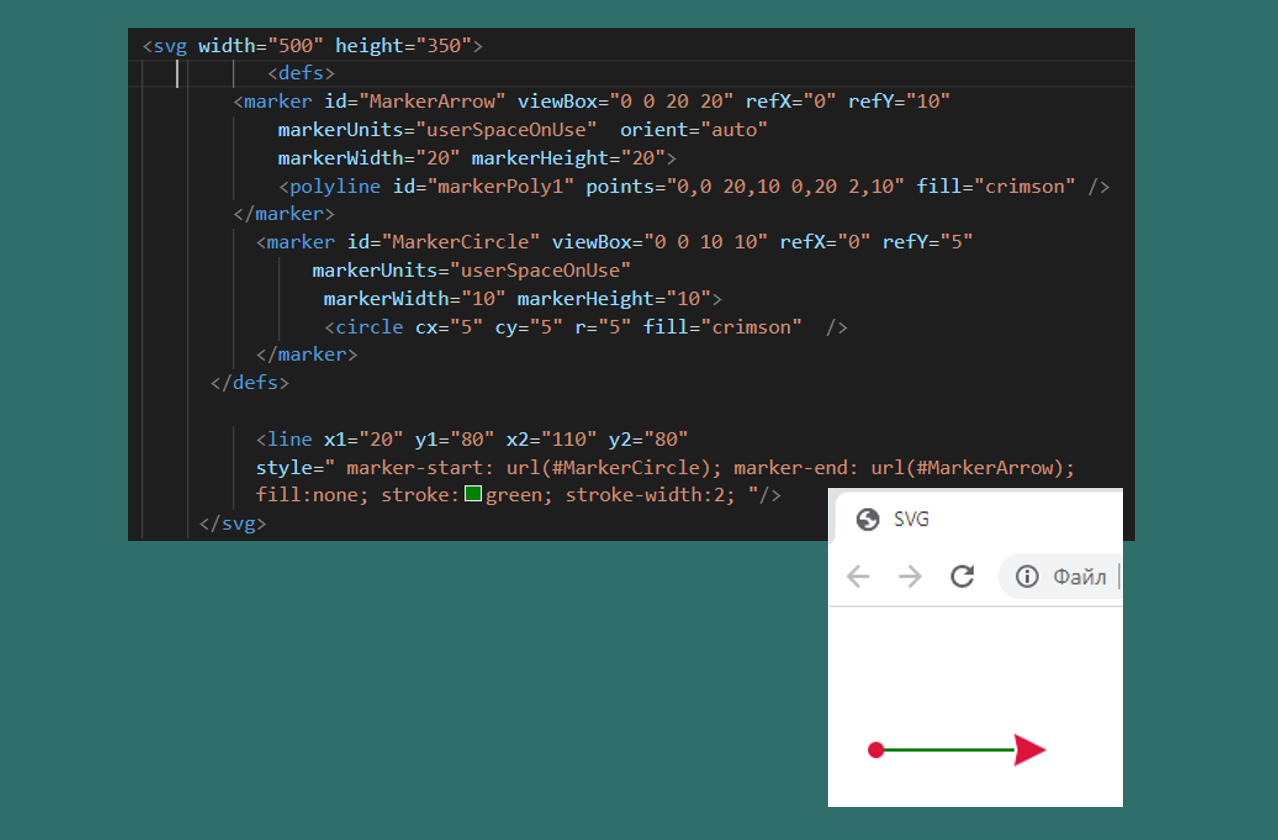 <svg width="500" height="350">
<defs>
<marker id="MarkerArrow" viewBox="0 0 20 20" refX="0" refY="10"
markerUnits="userSpaceOnUse"  orient="auto"
markerWidth="20" markerHeight="20">
<polyline id="markerPoly1" points="0,0 20,10 0,20 2,10" fill="crimson" />
</marker>
<marker id="MarkerCircle" viewBox="0 0 10 10" refX="0" refY="5"
markerUnits="userSpaceOnUse"
markerWidth="10" markerHeight="10">
<circle cx="5" cy="5" r="5" fill="crimson"  />
</marker>
</defs>
<line x1="20" y1="80" x2="110" y2="80"
style=" marker-start: url(#MarkerCircle); marker-end: url(#MarkerArrow);
fill:none; stroke:green; stroke-width:2; "/>
</svg>
SVG
Файл